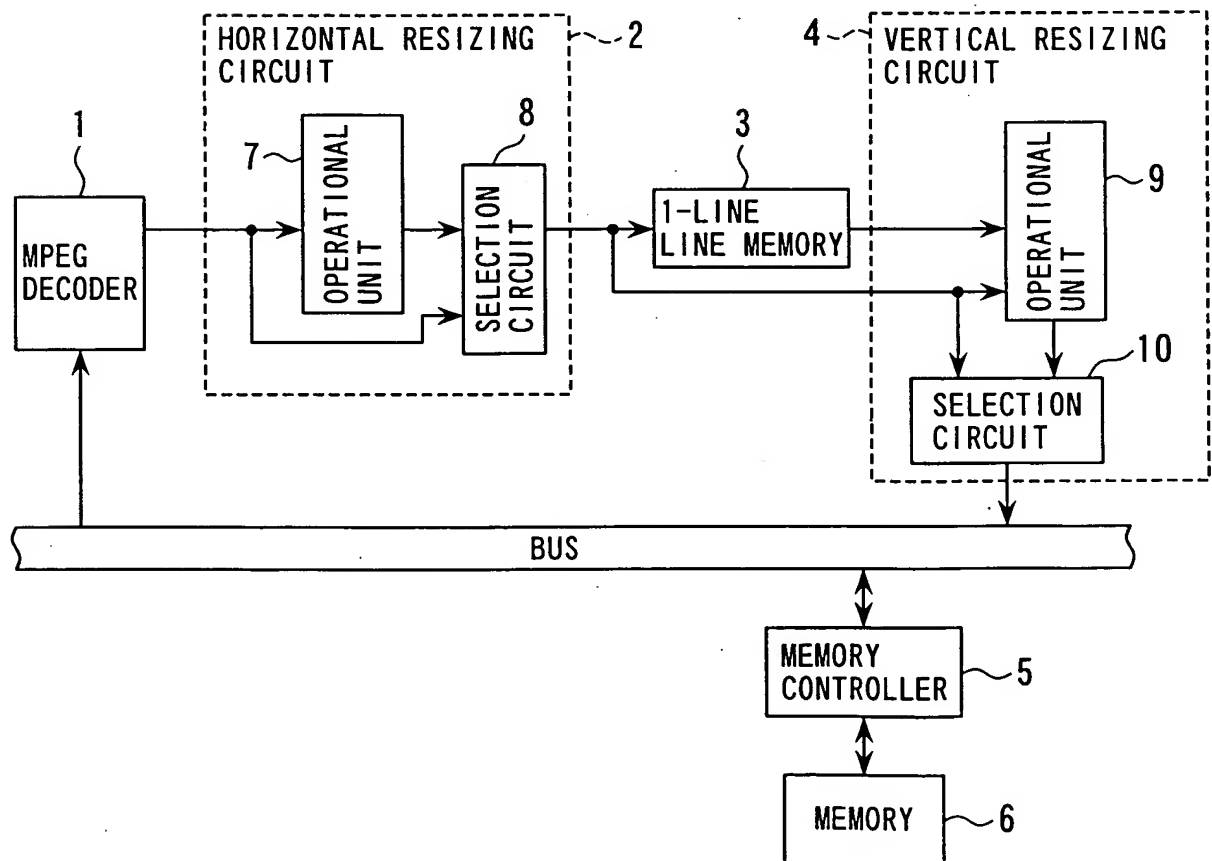 HORIZONTAL RESIZING
CIRCUIT
2
4
VERTICAL RESIZING
CIRCUIT
1
MPEG
DECODER
7
OPERATIONAL
UNIT
8
SELECTION
CIRCUIT
3
1-LINE
LINE MEMORY
OPERATIONAL
UNIT
9
10
SELECTION
CIRCUIT
BUS
MEMORY
CONTROLLER
5
MEMORY
6